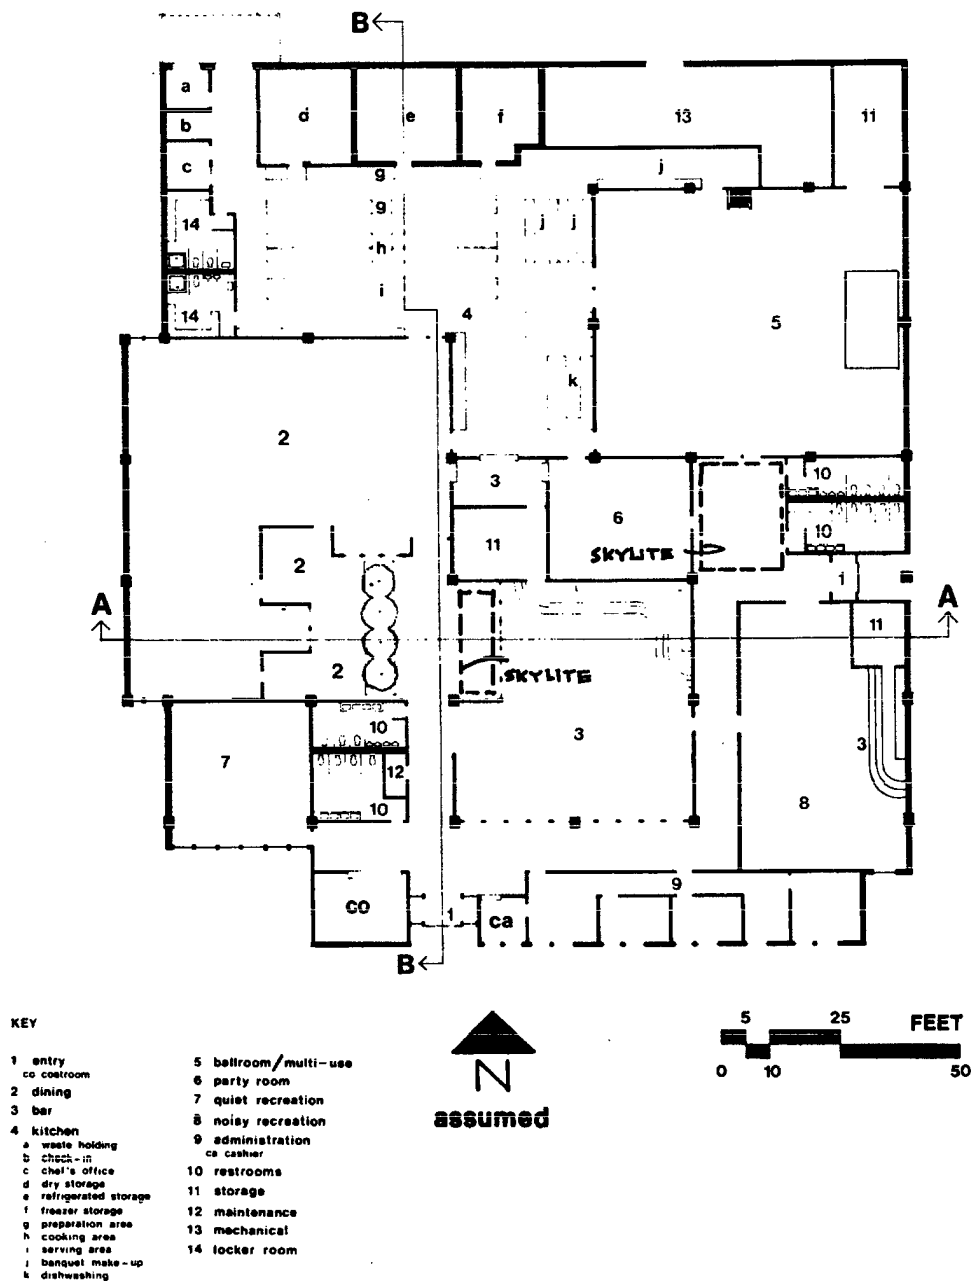 B
a
b
c
d
e
f
13
11
g
g
h
i
j
j
j
14
14
4
5
k
2
3
10
6
11
10
SKYLITE
2
1
A
A
11
2
SKYLITE
10
3
3
7
12
10
8
9
co
1
ca
B
KEY
1 entry
co coatroom
2 dining
3 bar
4 kitchen
a waste holding
b check-in
c chef's office
d dry storage
e refrigerated storage
f freezer storage
g preparation area
h cooking area
i serving area
j banquet make-up
k dishwashing
5 ballroom/multi-use
6 party room
7 quiet recreation
8 noisy recreation
9 administration
ca cashier
10 restrooms
11 storage
12 maintenance
13 mechanical
14 locker room
N
assumed
5 25 FEET
0 10 50